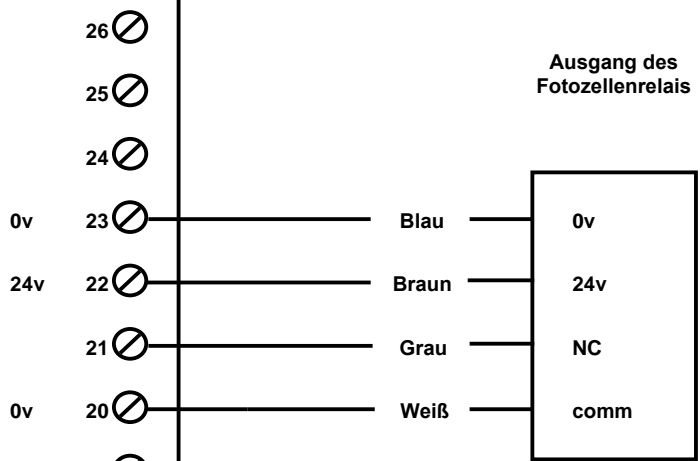 26
Ausgang des
Fotozellenrelais
25
24
0v 23 Blau 0v
24v 22 Braun 24v
21 Grau NC
0v 20 Weiß comm